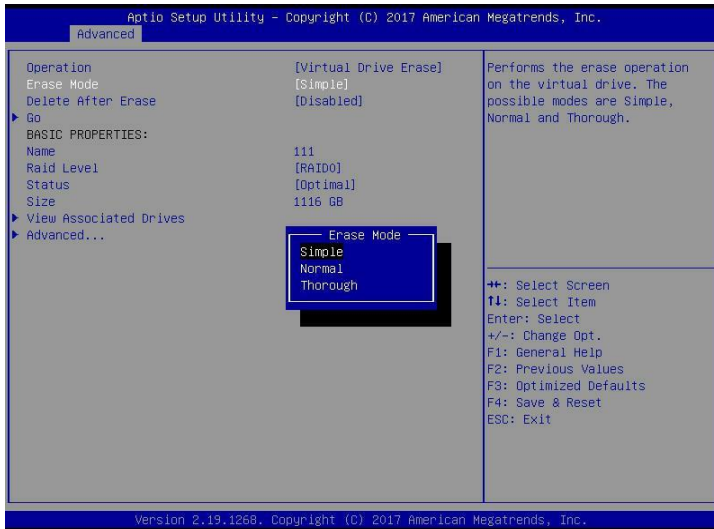 Aptio Setup Utility – Copyright (C) 2017 American Megatrends, Inc.
Advanced
Operation [Virtual Drive Erase]
Erase Mode [Simple]
Delete After Erase [Disabled]
Go
BASIC PROPERTIES:
Name 111
Raid Level [RAID0]
Status [Optimal]
Size 1116 GB
View Associated Drives
Advanced...
Erase Mode
Simple
Normal
Thorough
Performs the erase operation
on the virtual drive. The
possible modes are Simple,
Normal and Thorough.
→←: Select Screen
↑↓: Select Item
Enter: Select
+/-: Change Opt.
F1: General Help
F2: Previous Values
F3: Optimized Defaults
F4: Save & Reset
ESC: Exit
Version 2.19.1268. Copyright (C) 2017 American Megatrends, Inc.